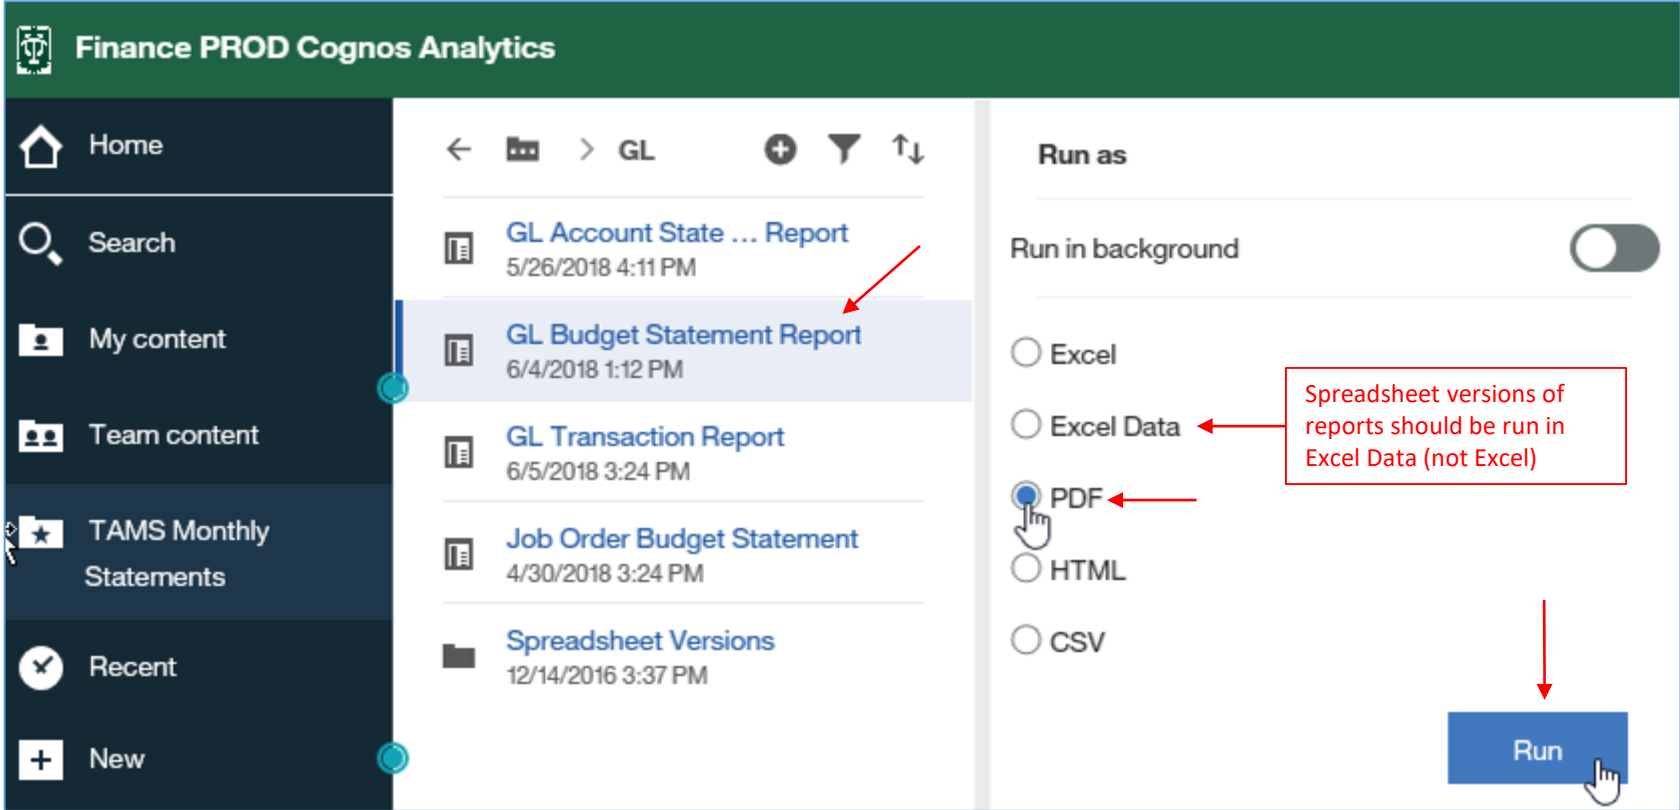 Finance PROD Cognos Analytics
Home
Search
My content
Team content
TAMS Monthly
Statements
Recent
New
GL
GL Account State ... Report
5/26/2018 4:11 PM
GL Budget Statement Report
6/4/2018 1:12 PM
GL Transaction Report
6/5/2018 3:24 PM
Job Order Budget Statement
4/30/2018 3:24 PM
Spreadsheet Versions
12/14/2016 3:37 PM
Run as
Run in background
Excel
Excel Data
PDF
HTML
CSV
Spreadsheet versions of
reports should be run in
Excel Data (not Excel)
Run